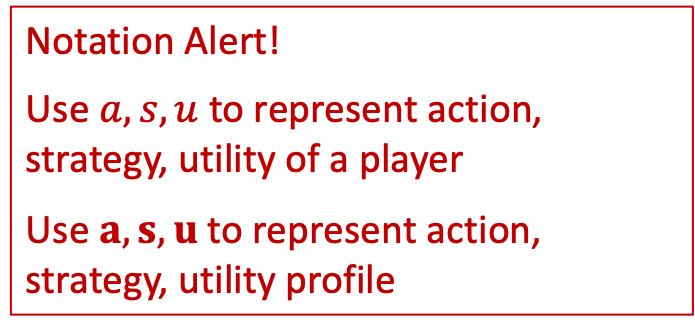 Notation Alert!
Use a, s, u to represent action,
strategy, utility of a player
Use a, s, u to represent action,
strategy, utility profile